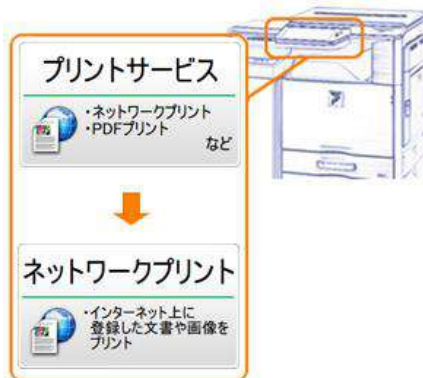 プリントサービス
・ネットワークプリント
・PDFプリント
など
ネットワークプリント
・インターネット上に
登録した文書や画像を
プリント